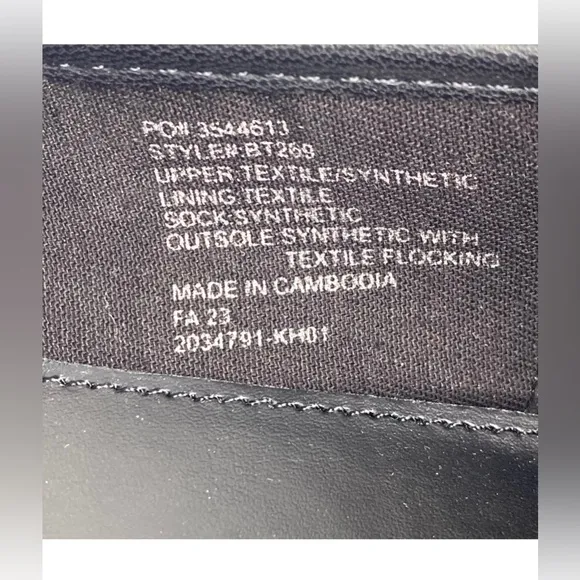 PO# 3544613 -
STYLE#:BT269
UPPER TEXTILE/SYNTHETIC
LINING TEXTILE
SOCK SYNTHETIC
OUTSOLE SYNTHETIC WITH
TEXTILE FLOCKING
MADE IN CAMBODIA
FA 23
2034791-KH01